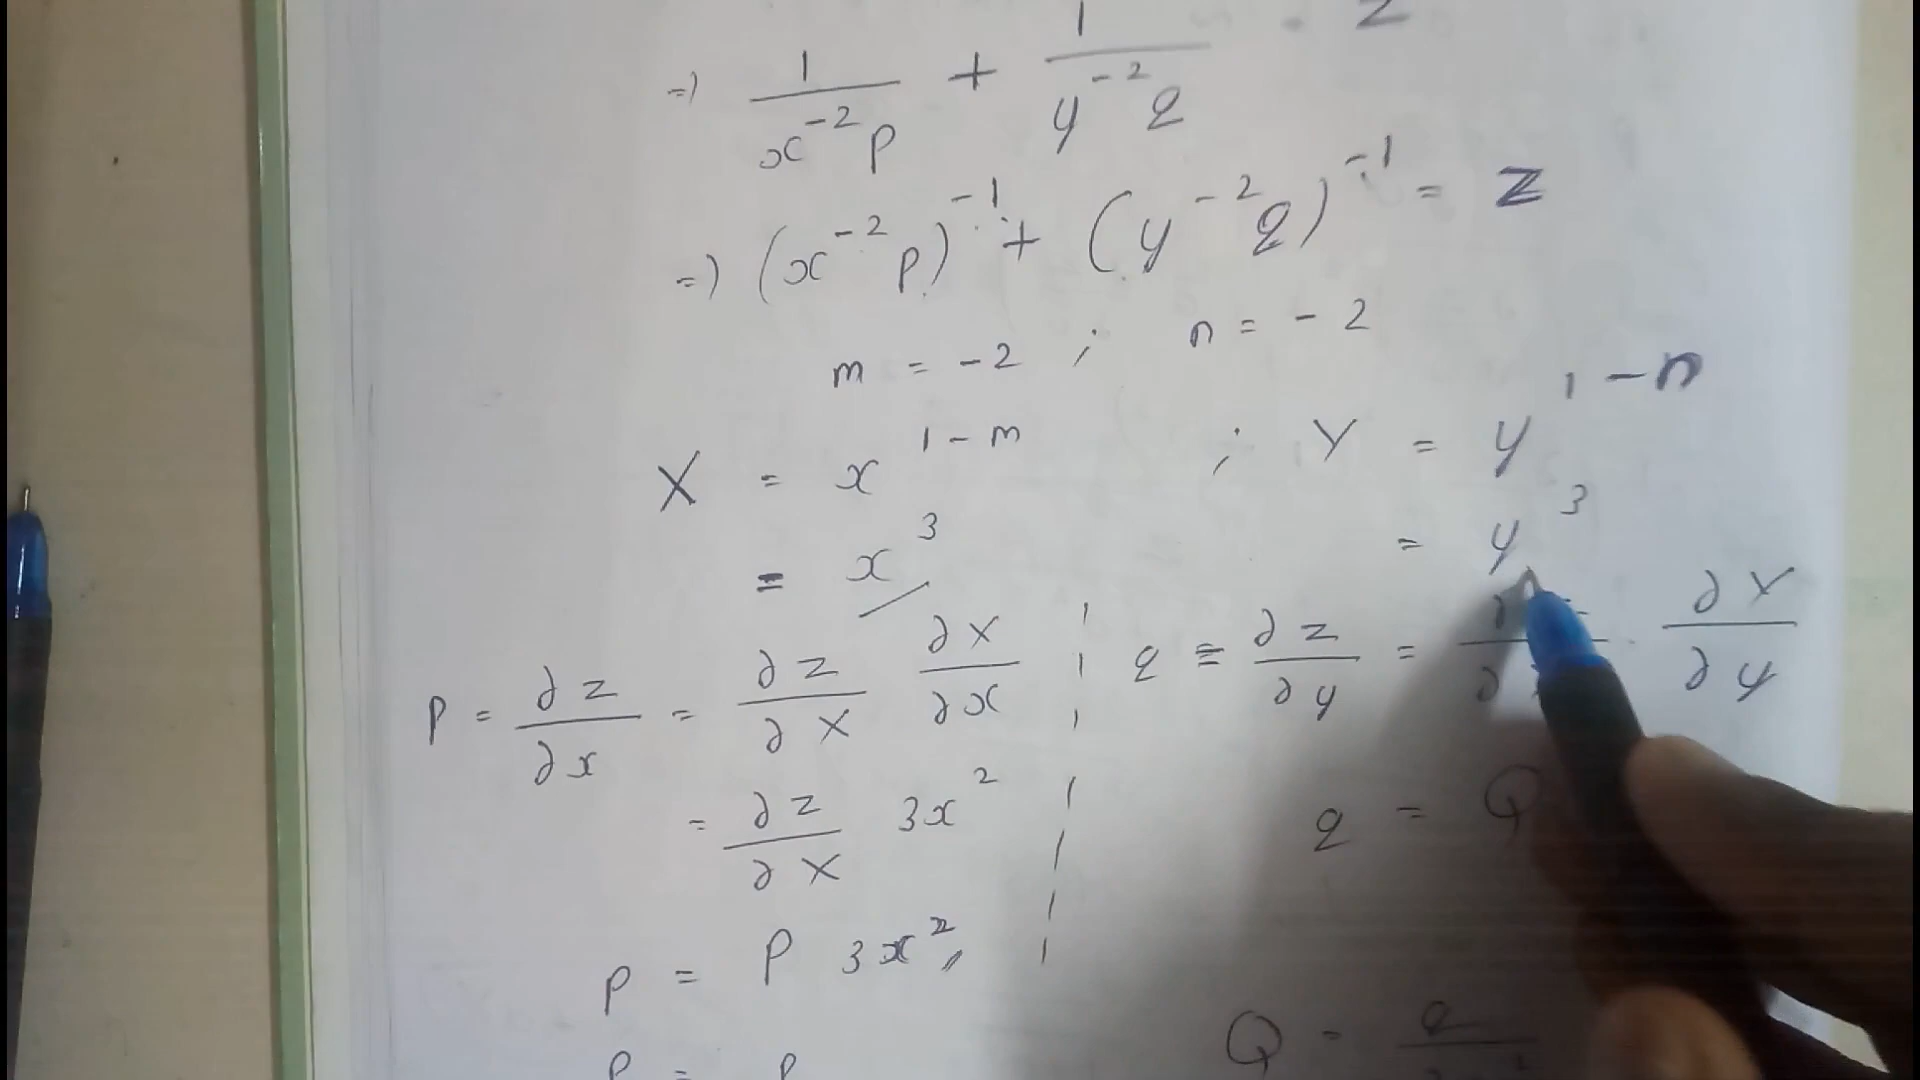 =) 1/(x^-2 p) + 1/(y^-2 q) = z
=) (x^-2 p)^-1 + (y^-2 q)^-1 = z
m = -2 ; n = -2
X = x^(1-m) ; Y = y^(1-n)
= x^3 = y^3
p = ∂z/∂x = ∂z/∂X ∂X/∂x
= ∂z/∂X 3x^2
p = P 3x^2,
q = ∂z/∂y = ∂Y/∂y
q = Q
Q = q